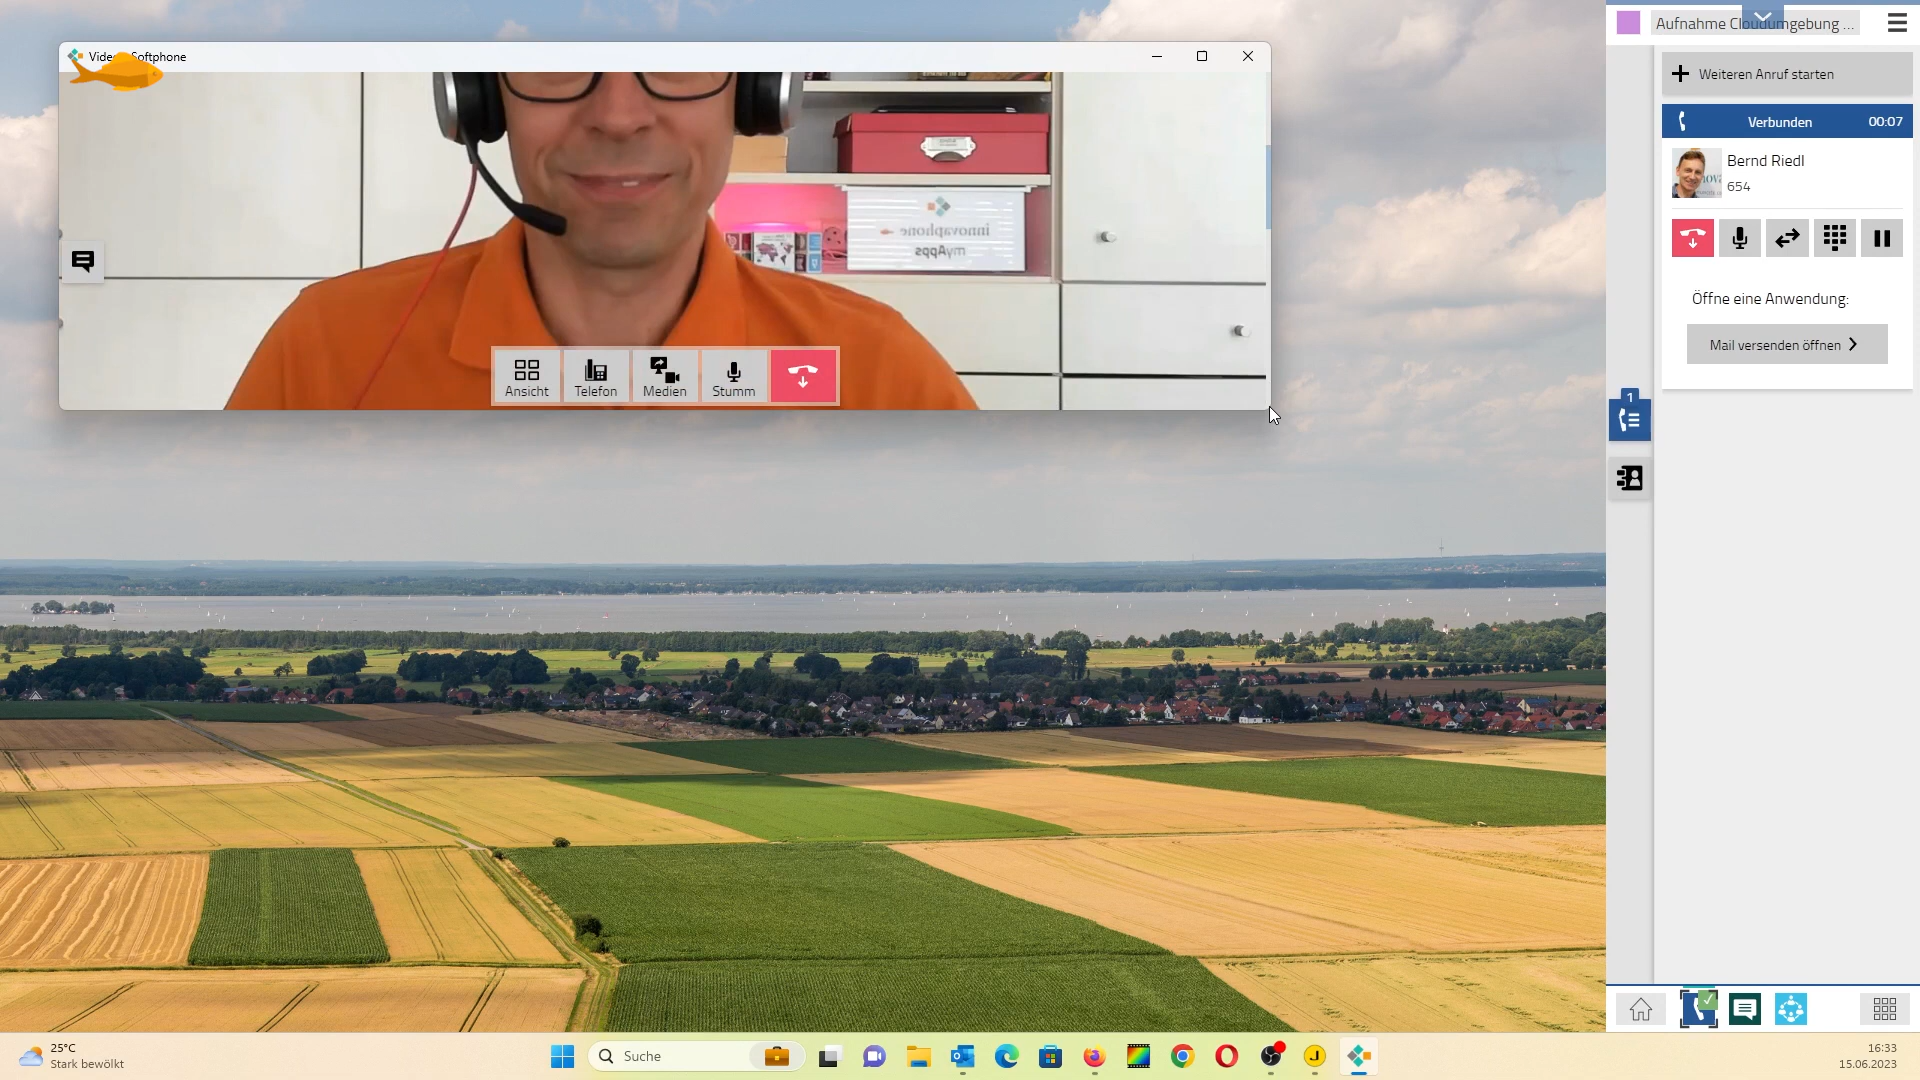 Video Softphone
innovaphone
myApps
Ansicht
Telefon
Medien
Stumm
Aufnahme Cloudumgebung ...
Weiteren Anruf starten
Verbunden 00:07
Bernd Riedl
654
Öffne eine Anwendung:
Mail versenden öffnen
1
25°C
Stark bewölkt
Suche
16:33
15.06.2023